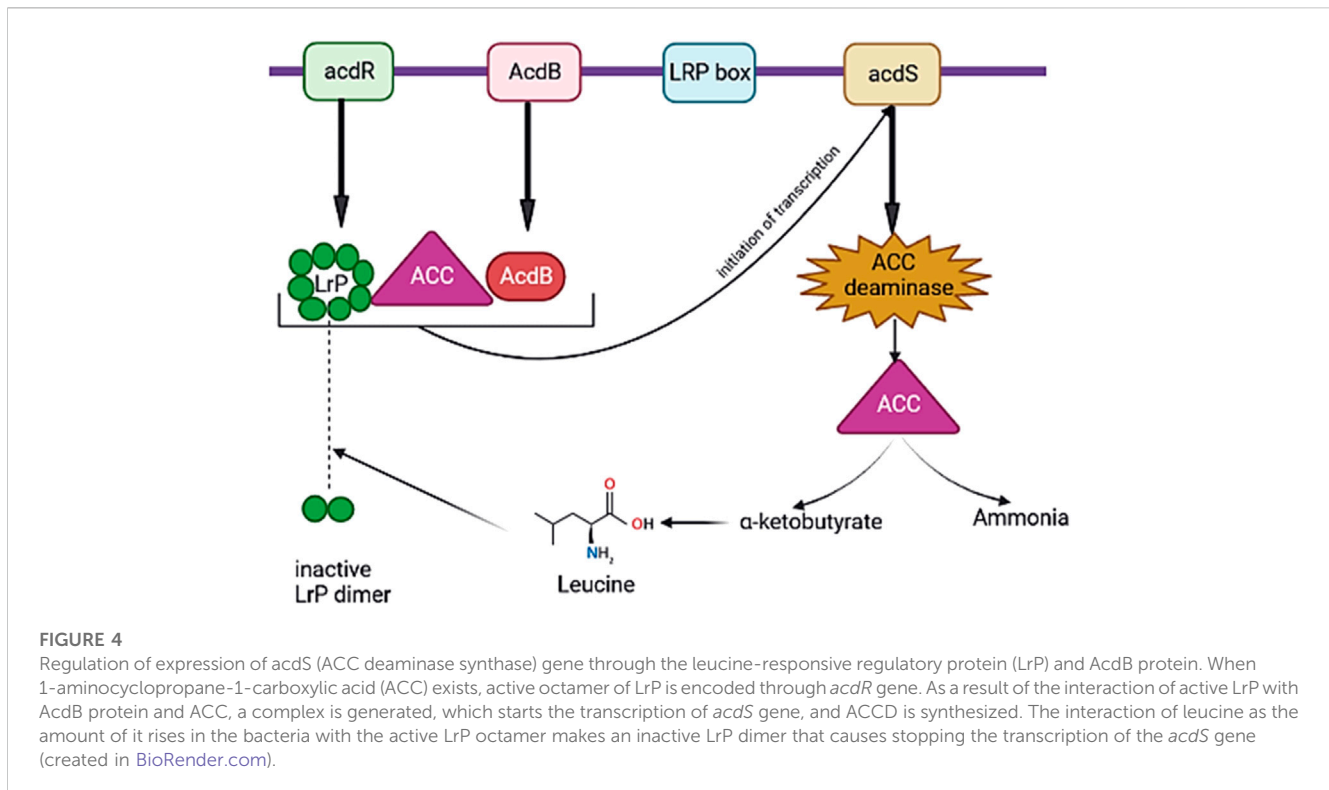 acdR
AcdB
LRP box
acdS
initiation of transcription
LrP
ACC
AcdB
ACC
deaminase
ACC
α-ketobutyrate
Ammonia
O
OH
NH₂
Leucine
inactive
LrP dimer
FIGURE 4
Regulation of expression of acdS (ACC deaminase synthase) gene through the leucine-responsive regulatory protein (LrP) and AcdB protein. When
1-aminocyclopropane-1-carboxylic acid (ACC) exists, active octamer of LrP is encoded through acdR gene. As a result of the interaction of active LrP with
AcdB protein and ACC, a complex is generated, which starts the transcription of acdS gene, and ACCD is synthesized. The interaction of leucine as the
amount of it rises in the bacteria with the active LrP octamer makes an inactive LrP dimer that causes stopping the transcription of the acdS gene
(created in BioRender.com).